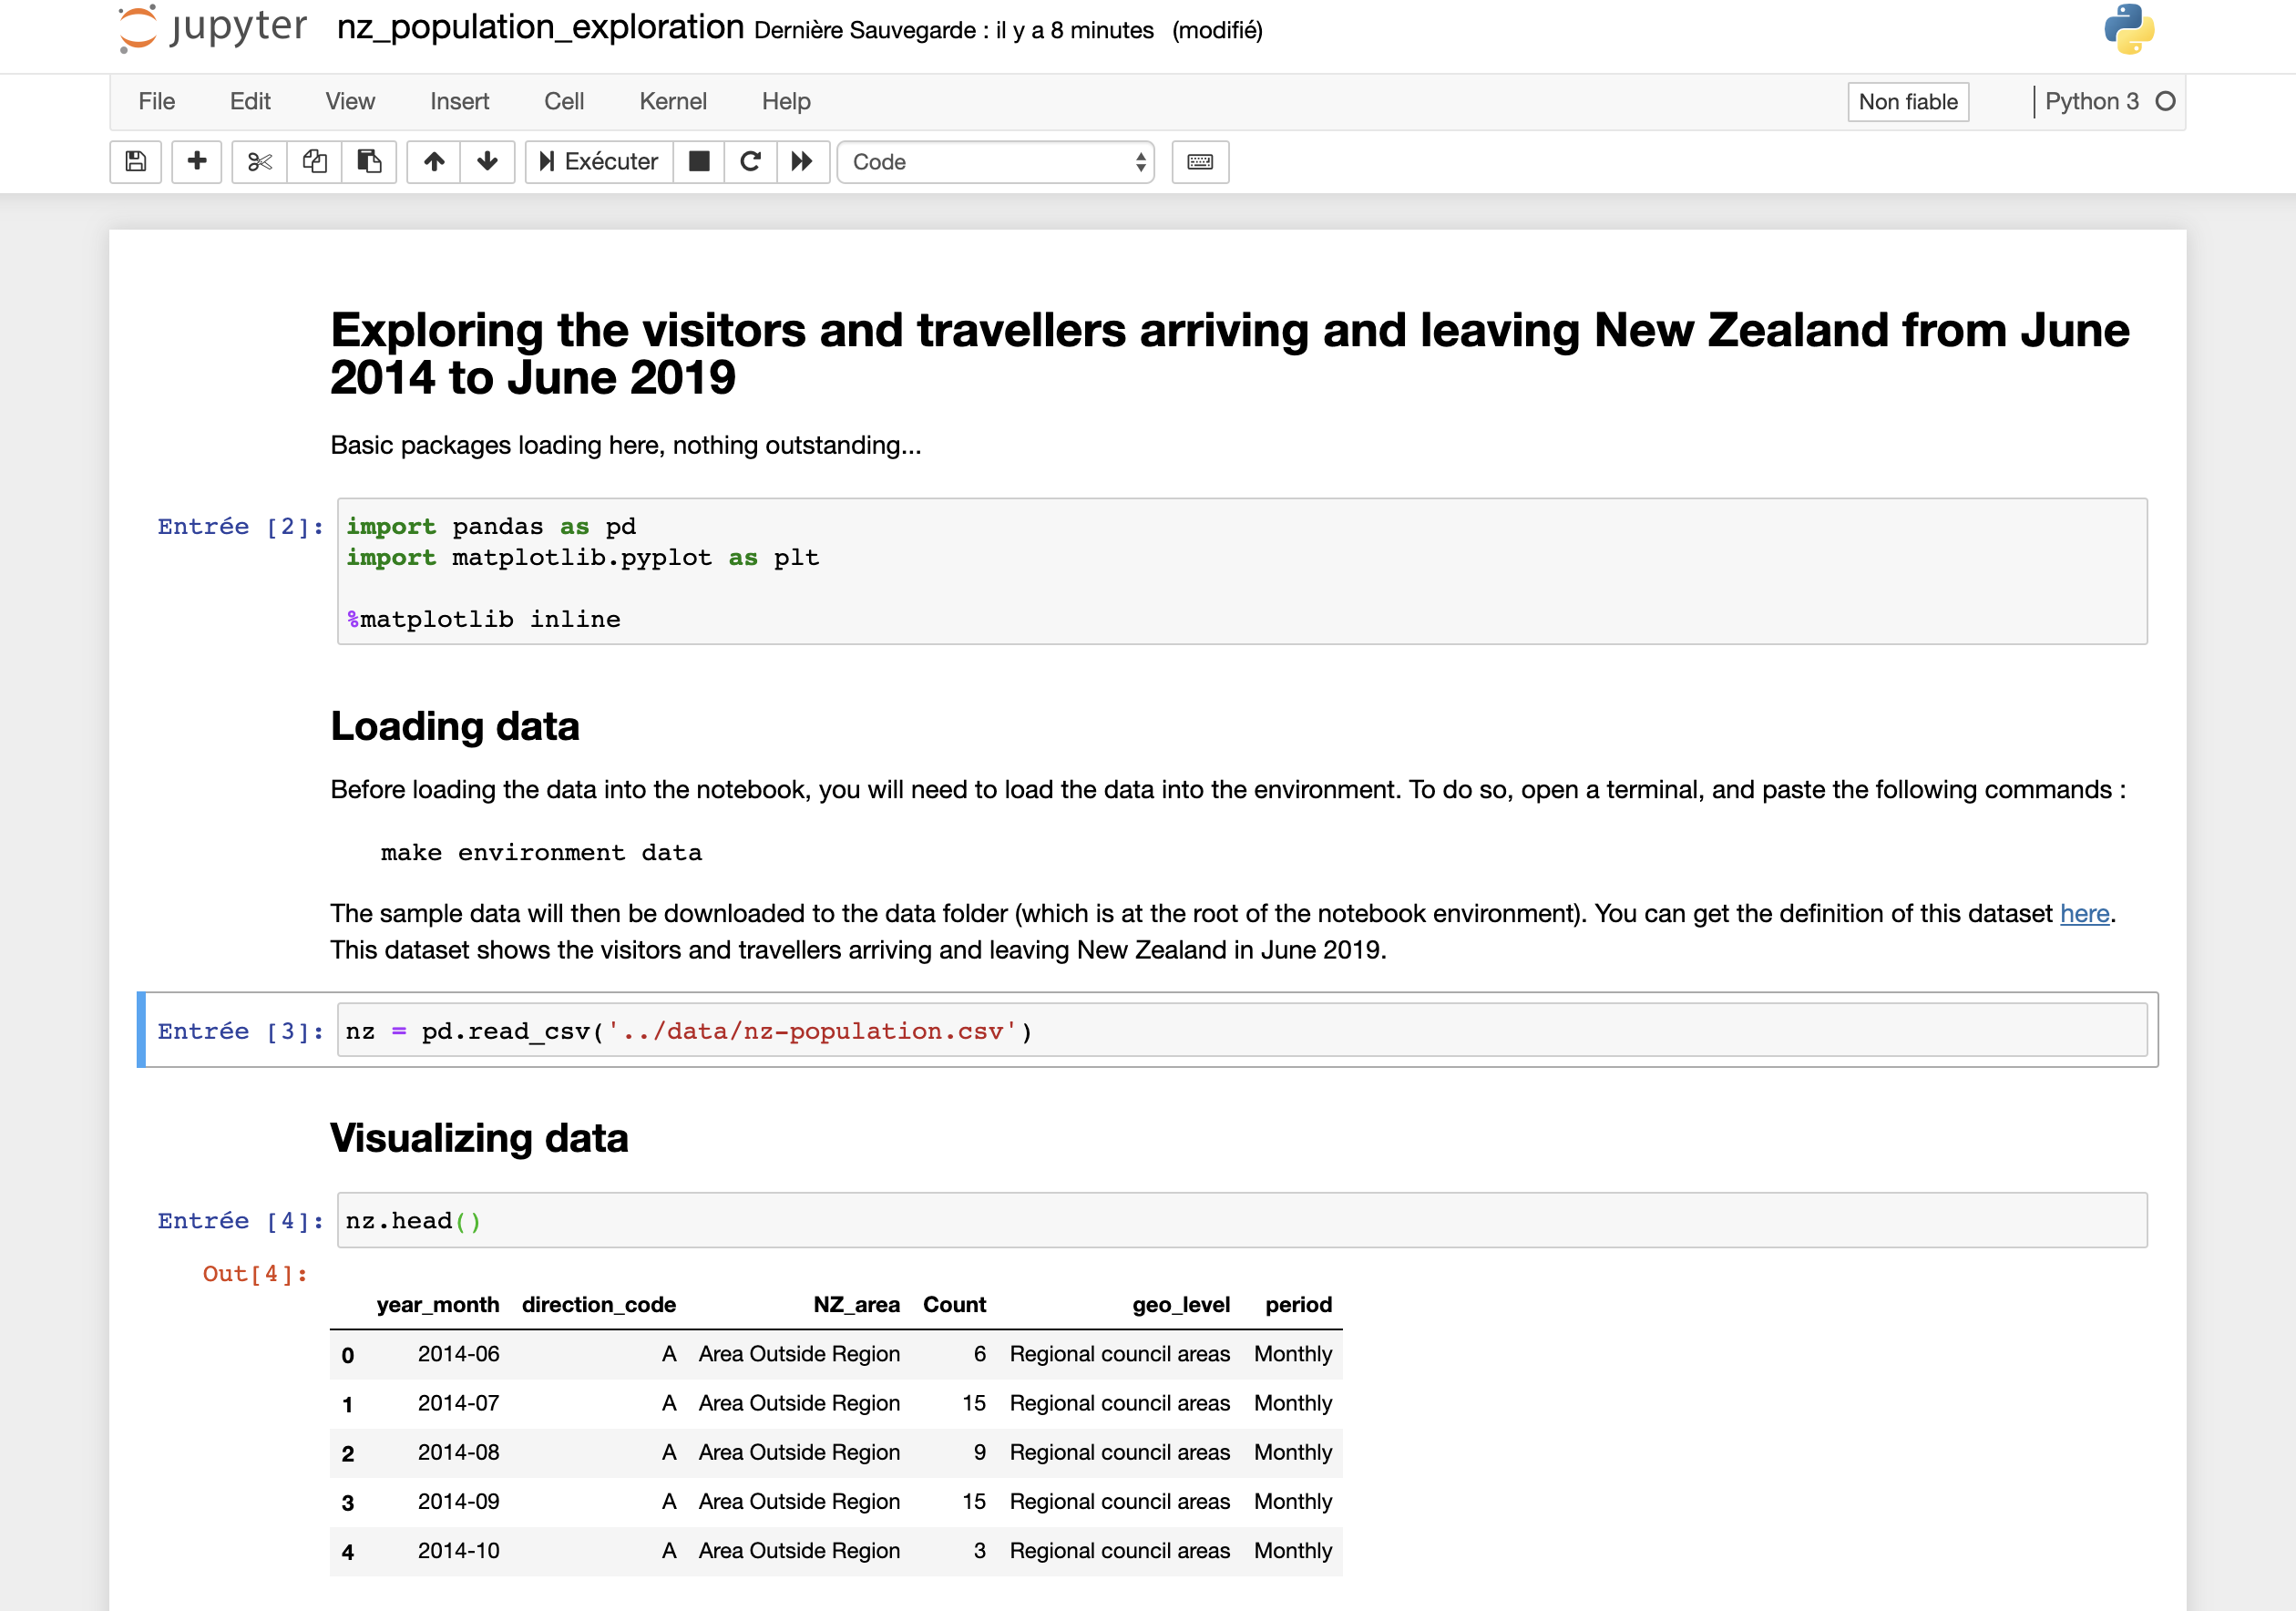 jupyter nz_population_exploration Dernière Sauvegarde : il y a 8 minutes (modifié)
File Edit View Insert Cell Kernel Help Non fiable Python 3
Exécuter Code
Exploring the visitors and travellers arriving and leaving New Zealand from June
2014 to June 2019
Basic packages loading here, nothing outstanding...
Entrée [2]: import pandas as pd
import matplotlib.pyplot as plt
%matplotlib inline
Loading data
Before loading the data into the notebook, you will need to load the data into the environment. To do so, open a terminal, and paste the following commands :
make environment data
The sample data will then be downloaded to the data folder (which is at the root of the notebook environment). You can get the definition of this dataset here.
This dataset shows the visitors and travellers arriving and leaving New Zealand in June 2019.
Entrée [3]: nz = pd.read_csv('../data/nz-population.csv')
Visualizing data
Entrée [4]: nz.head()
Out[4]:
year_month direction_code NZ_area Count geo_level period
0 2014-06 A Area Outside Region 6 Regional council areas Monthly
1 2014-07 A Area Outside Region 15 Regional council areas Monthly
2 2014-08 A Area Outside Region 9 Regional council areas Monthly
3 2014-09 A Area Outside Region 15 Regional council areas Monthly
4 2014-10 A Area Outside Region 3 Regional council areas Monthly